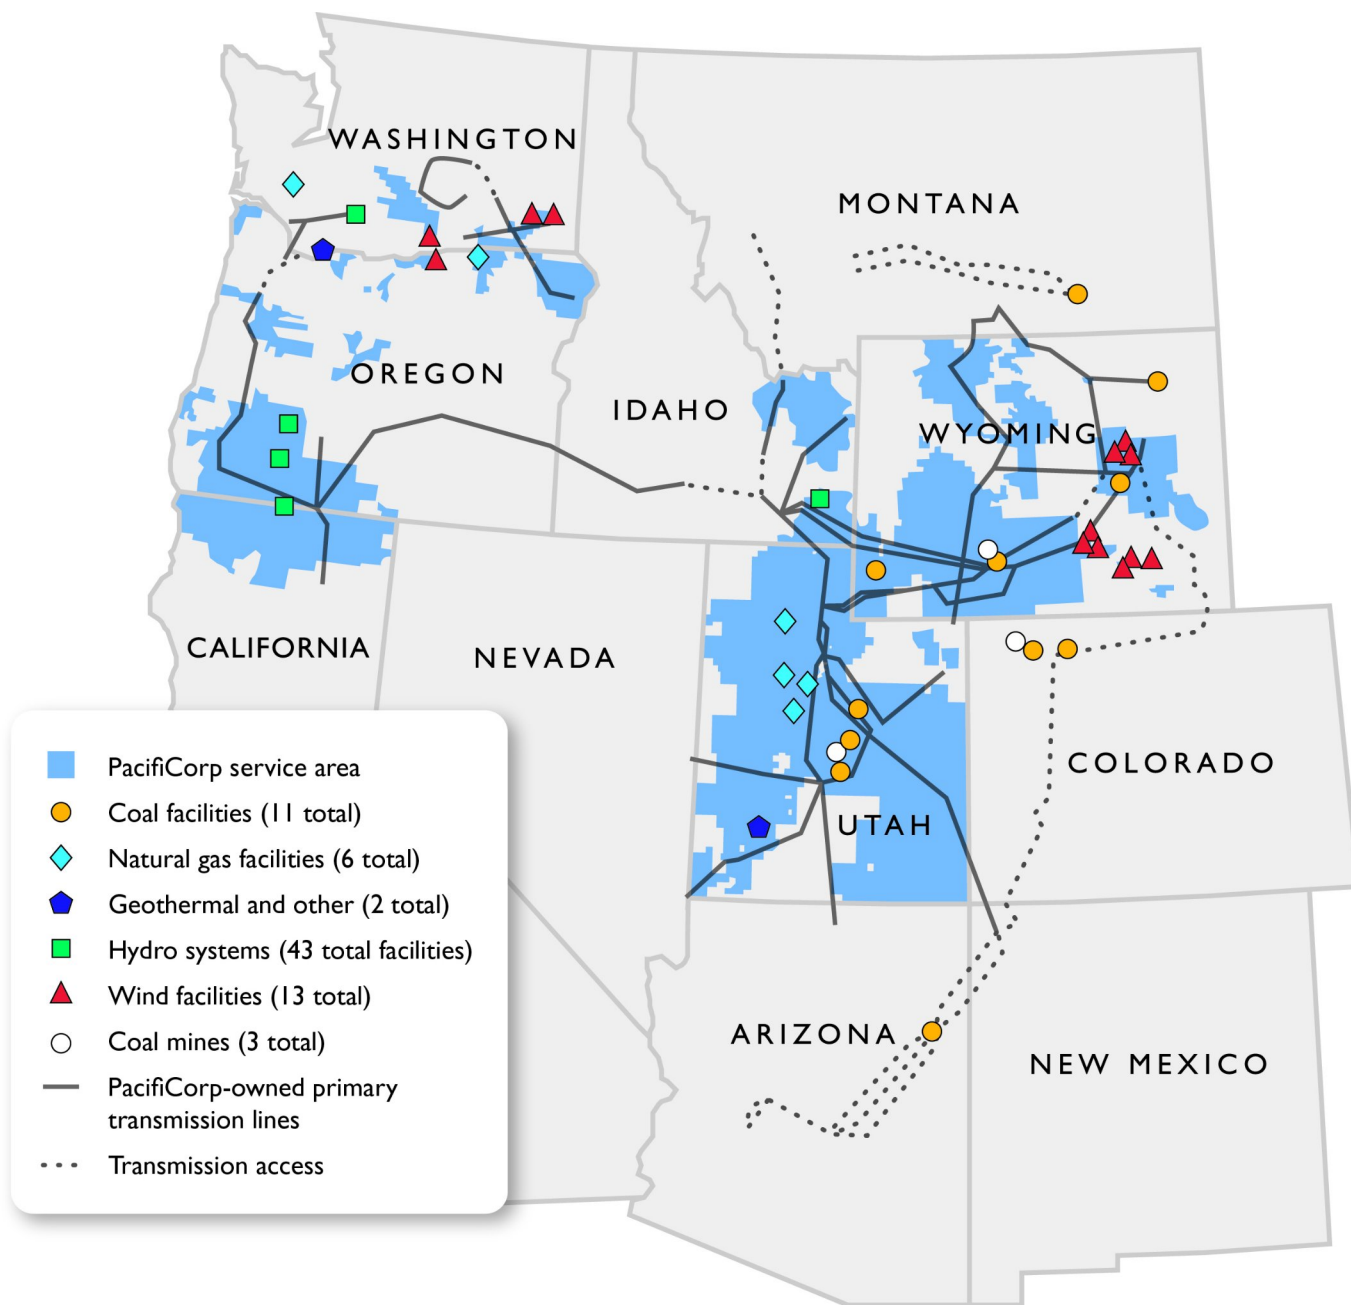 WASHINGTON
MONTANA
OREGON
IDAHO
WYOMING
CALIFORNIA
NEVADA
COLORADO
UTAH
ARIZONA
NEW MEXICO
PacifiCorp service area
Coal facilities (11 total)
Natural gas facilities (6 total)
Geothermal and other (2 total)
Hydro systems (43 total facilities)
Wind facilities (13 total)
Coal mines (3 total)
PacifiCorp-owned primary
transmission lines
Transmission access